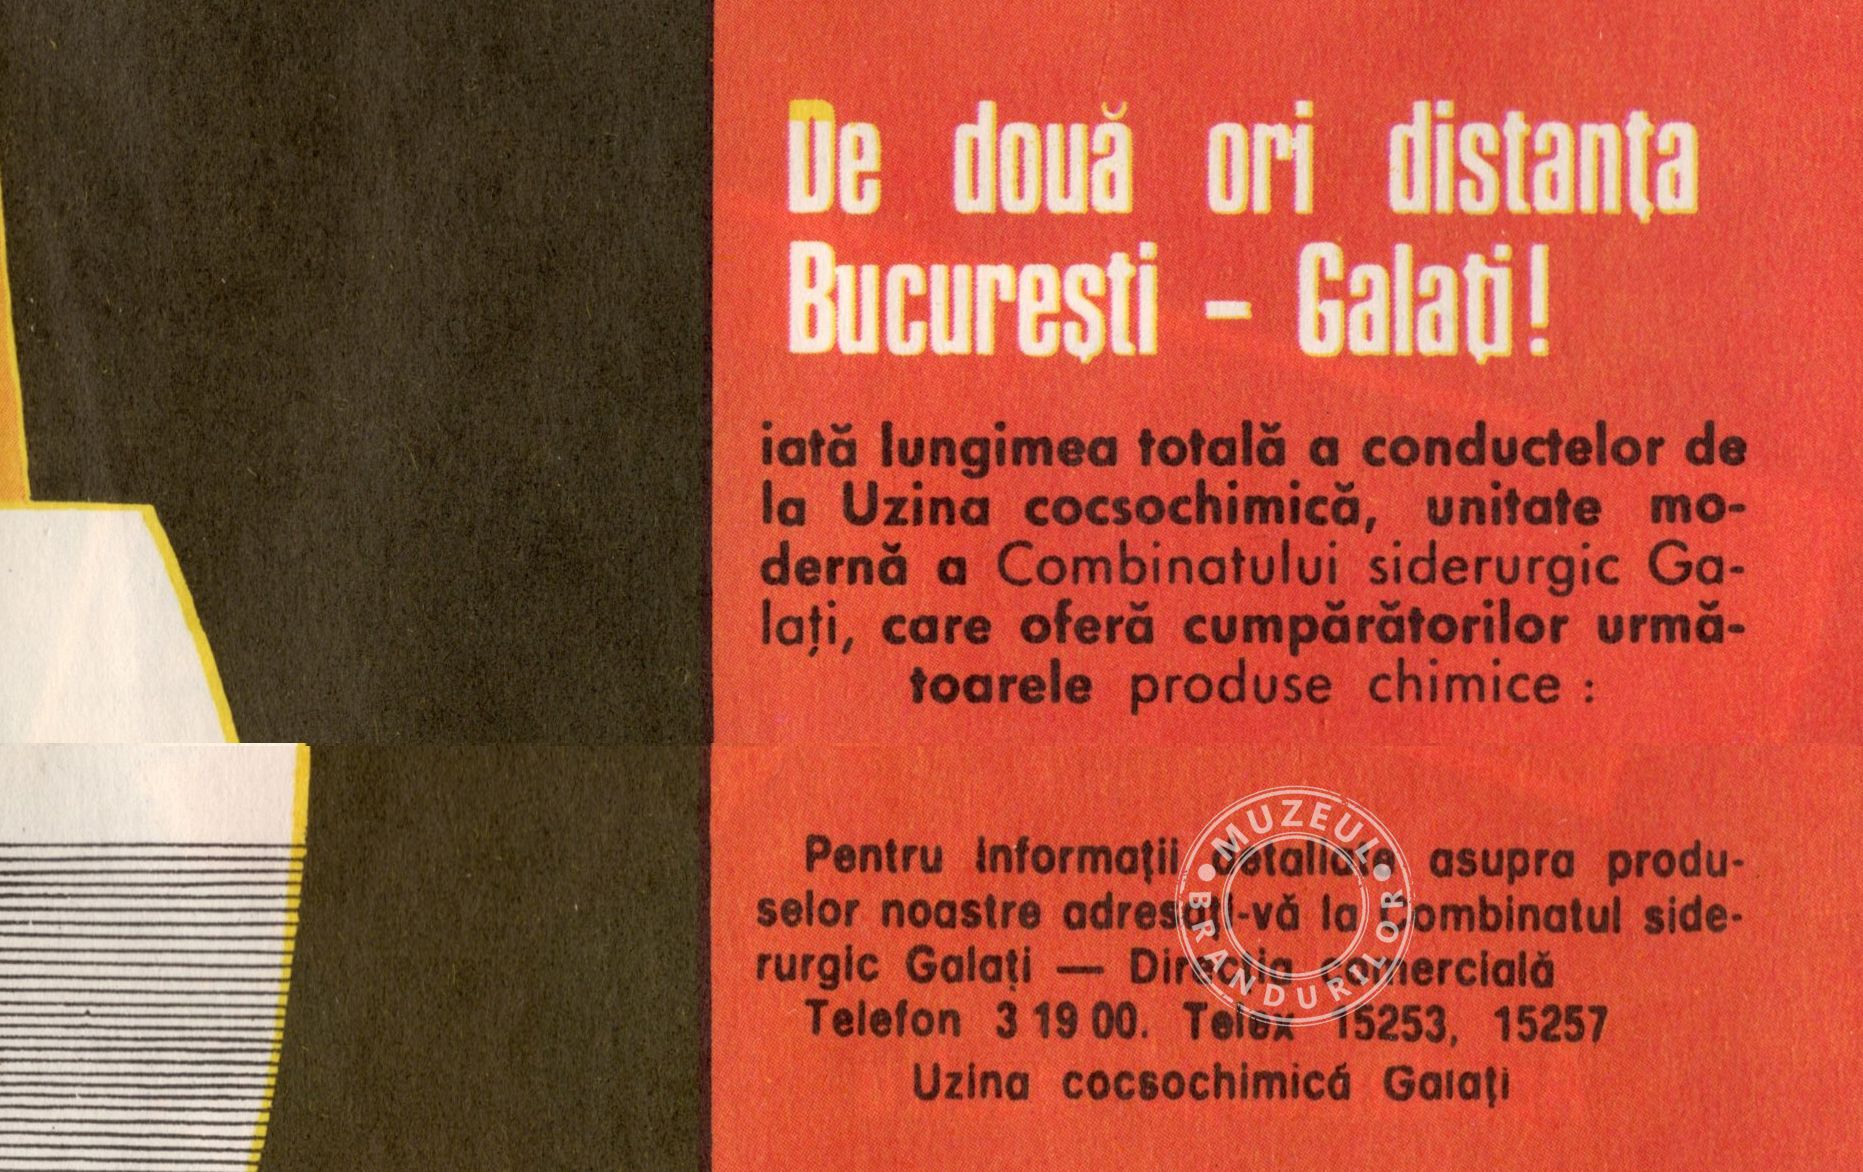 De două ori distanța
București – Galați!
iată lungimea totală a conductelor de
la Uzina cocsochimică, unitate mo-
dernă a Combinatului siderurgic Ga-
lați, care oferă cumpărătorilor urmă-
toarele produse chimice :
Pentru informații detaliate asupra produ-
selor noastre adresați-vă la Combinatul side-
rurgic Galați — Direcția comercială
Telefon 3 19 00. Telex 15253, 15257
Uzina cocsochimică Galați
MUZEUL
BRANDURILOR